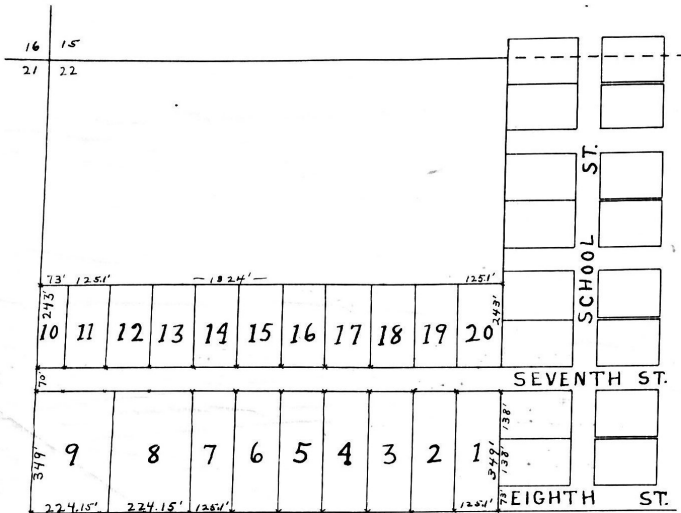 16 15
21 22
ST.
SCHOOL
73' 125.1' —1324'— 125.1'
243' 243'
10 11 12 13 14 15 16 17 18 19 20
70'
SEVENTH ST.
138'
349' 9 8 7 6 5 4 3 2 1 349' 138'
73'
224.15' 224.15' 125.1' 125.1' EIGHTH ST.